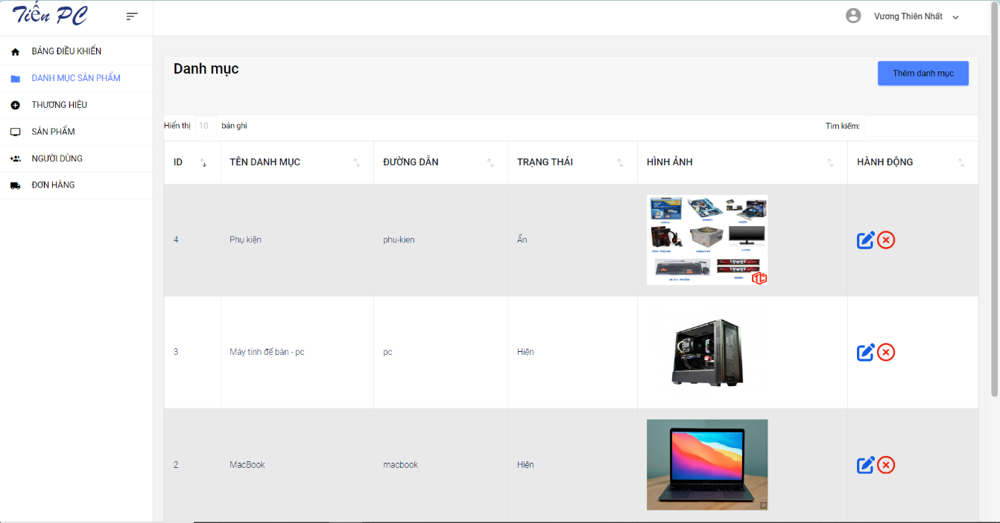 Tiến PC
Vương Thiên Nhất
BẢNG ĐIỀU KHIỂN
DANH MỤC SẢN PHẨM
THƯƠNG HIỆU
SẢN PHẨM
NGƯỜI DÙNG
ĐƠN HÀNG
Danh mục
Thêm danh mục
Hiển thị 10 bản ghi
Tìm kiếm:
ID TÊN DANH MỤC ĐƯỜNG DẪN TRẠNG THÁI HÌNH ẢNH HÀNH ĐỘNG
4 Phụ kiện phu-kien Ẩn
3 Máy tính để bàn - pc pc Hiện
2 MacBook macbook Hiện